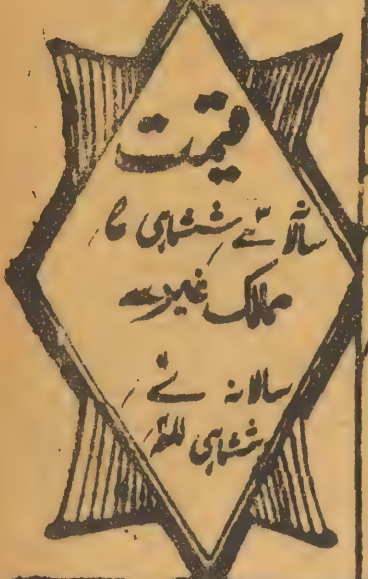 قیمت
سالانہ ششماہی
ممالک غیر سے
سالانہ
ششماہی